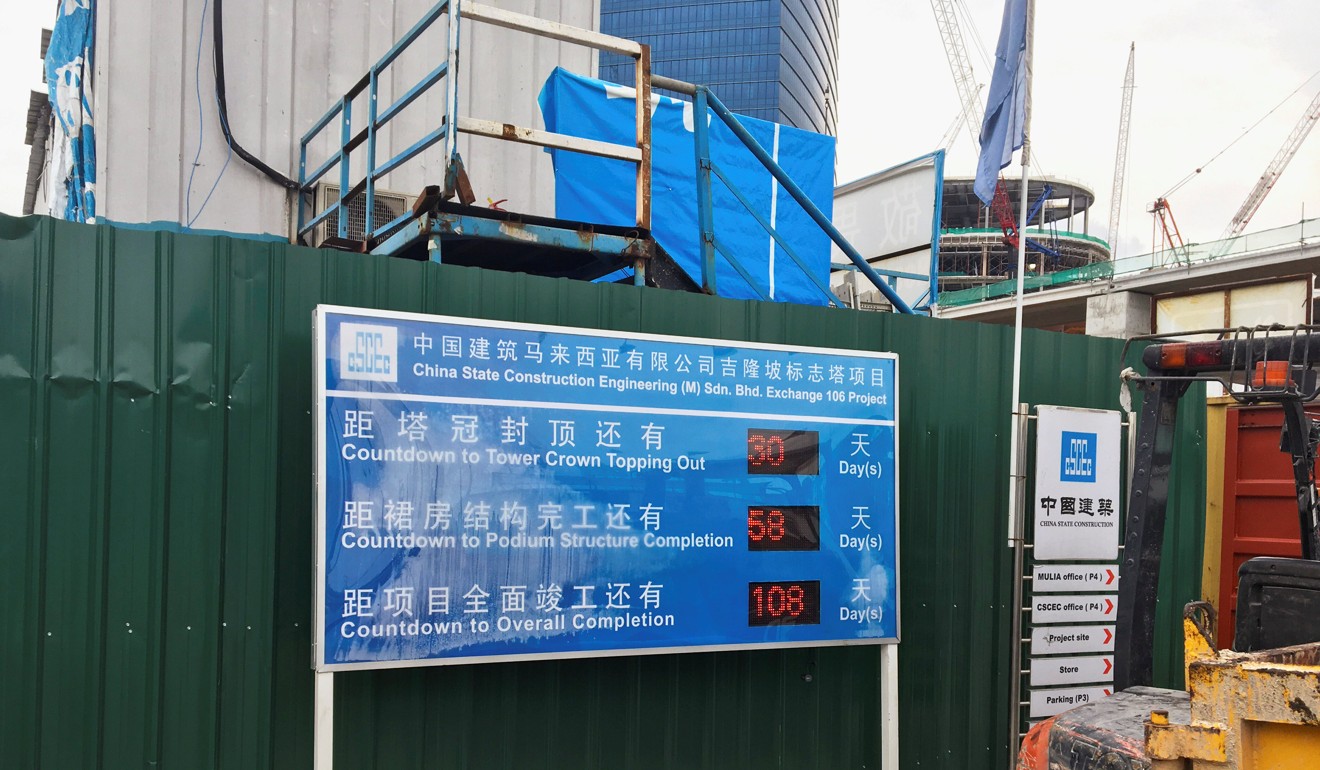 CSCEC
中国建筑马来西亚有限公司吉隆坡标志塔项目
China State Construction Engineering (M) Sdn. Bhd. Exchange 106 Project
距塔冠封顶还有 30 天
Countdown to Tower Crown Topping Out Day(s)
距裙房结构完工还有 58 天
Countdown to Podium Structure Completion Day(s)
距项目全面竣工还有 108 天
Countdown to Overall Completion Day(s)
CSCEC
中國建築
CHINA STATE CONSTRUCTION
MULIA office ( P4 )
CSCEC office ( P4 )
Project site
Store
Parking (P3)